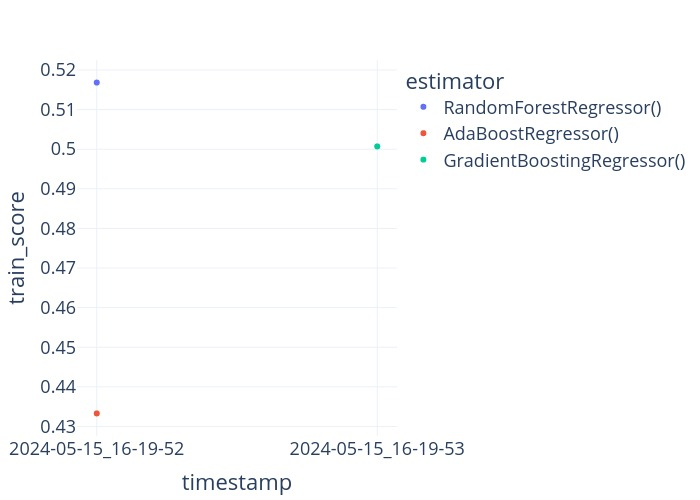 0.52
0.51
0.5
0.49
0.48
0.47
0.46
0.45
0.44
0.43
train_score
2024-05-15_16-19-52
2024-05-15_16-19-53
timestamp
estimator
RandomForestRegressor()
AdaBoostRegressor()
GradientBoostingRegressor()